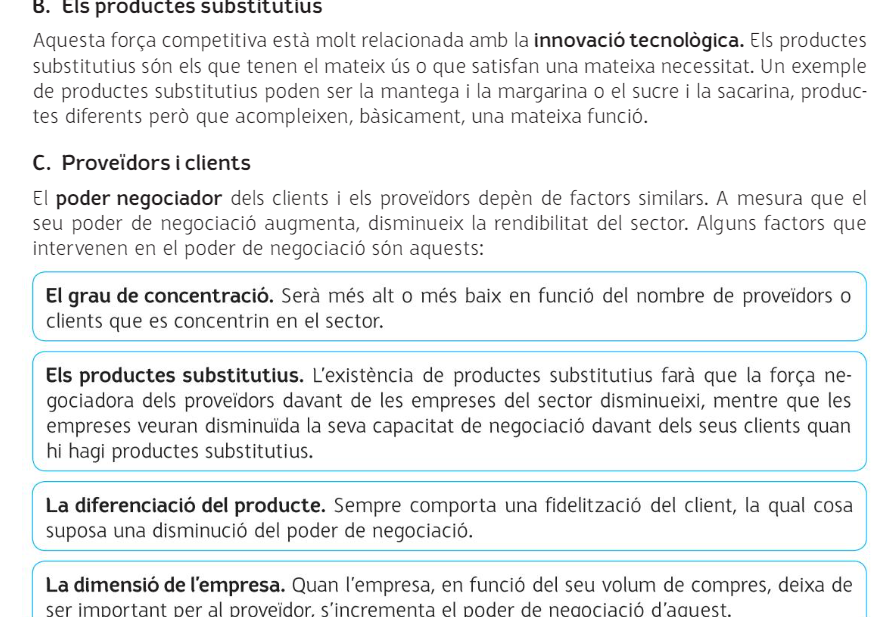 B. Els productes substitutius
Aquesta força competitiva està molt relacionada amb la innovació tecnològica. Els productes
substitutius són els que tenen el mateix ús o que satisfan una mateixa necessitat. Un exemple
de productes substitutius poden ser la mantega i la margarina o el sucre i la sacarina, produc-
tes diferents però que acompleixen, bàsicament, una mateixa funció.
C. Proveïdors i clients
El poder negociador dels clients i els proveïdors depèn de factors similars. A mesura que el
seu poder de negociació augmenta, disminueix la rendibilitat del sector. Alguns factors que
intervenen en el poder de negociació són aquests:
El grau de concentració. Serà més alt o més baix en funció del nombre de proveïdors o
clients que es concentrin en el sector.
Els productes substitutius. L'existència de productes substitutius farà que la força ne-
gociadora dels proveïdors davant de les empreses del sector disminueixi, mentre que les
empreses veuran disminuïda la seva capacitat de negociació davant dels seus clients quan
hi hagi productes substitutius.
La diferenciació del producte. Sempre comporta una fidelització del client, la qual cosa
suposa una disminució del poder de negociació.
La dimensió de l'empresa. Quan l'empresa, en funció del seu volum de compres, deixa de
ser important per al proveïdor, s'incrementa el poder de negociació d'aquest.